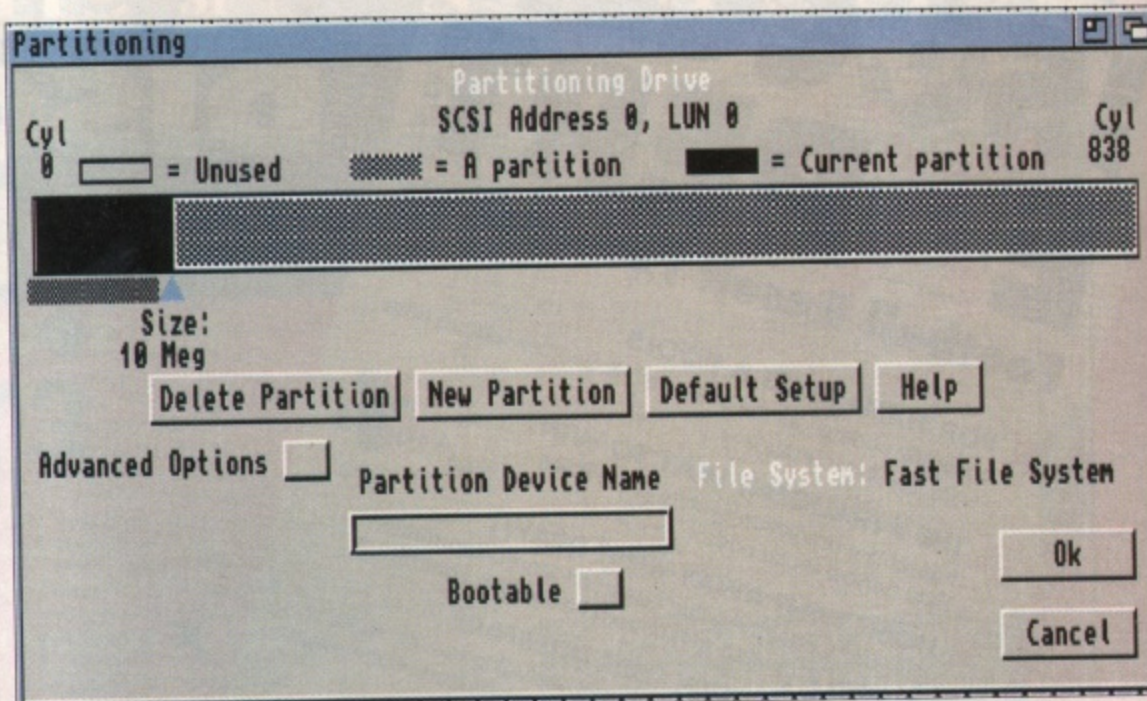 Partitioning
Partitioning Drive
SCSI Address 0, LUN 0
Cyl
0
= Unused
= A partition
= Current partition
Cyl
838
Size:
10 Meg
Delete Partition
New Partition
Default Setup
Help
Advanced Options
Partition Device Name
File System: Fast File System
Bootable
Ok
Cancel